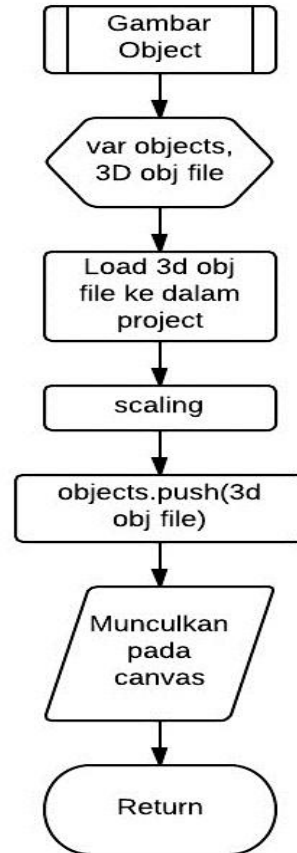 Gambar
Object
var objects,
3D obj file
Load 3d obj
file ke dalam
project
scaling
objects.push(3d
obj file)
Munculkan
pada
canvas
Return